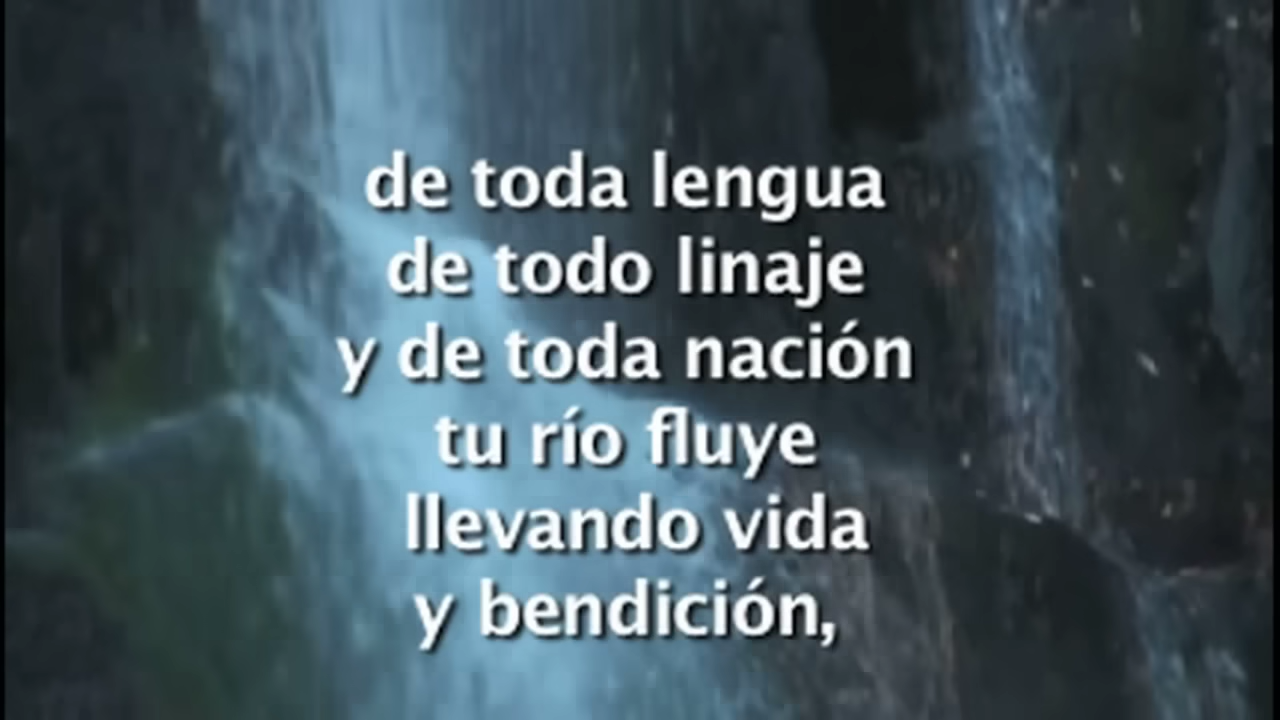 de toda lengua
de todo linaje
y de toda nación
tu río fluye
llevando vida
y bendición,